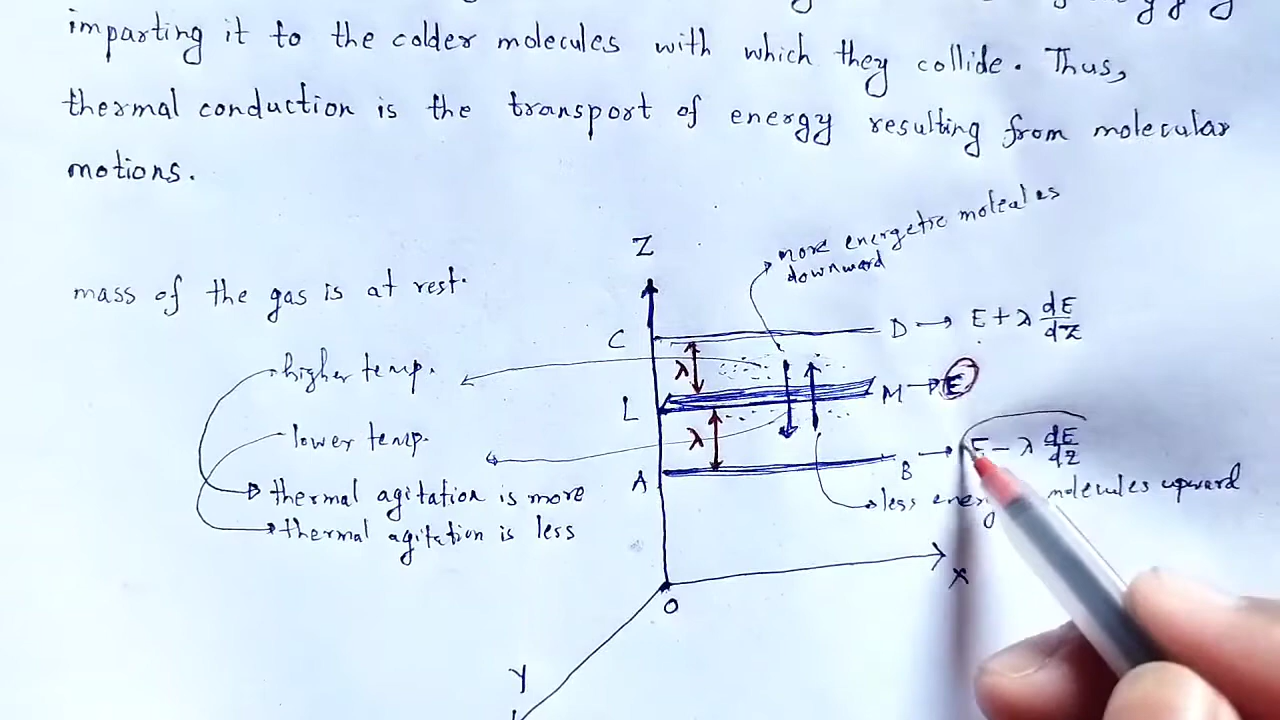 imparting it to the colder molecules with which they collide. Thus,
thermal conduction is the transport of energy resulting from molecular
motions.
more energetic molecules
downward
Z
mass of the gas is at rest.
C
D → E + λ dE/dz
higher temp.
λ
L
M → E
lower temp.
λ
B → E - λ dE/dz
A
thermal agitation is more
less energ molecules upward
thermal agitation is less
X
O
Y